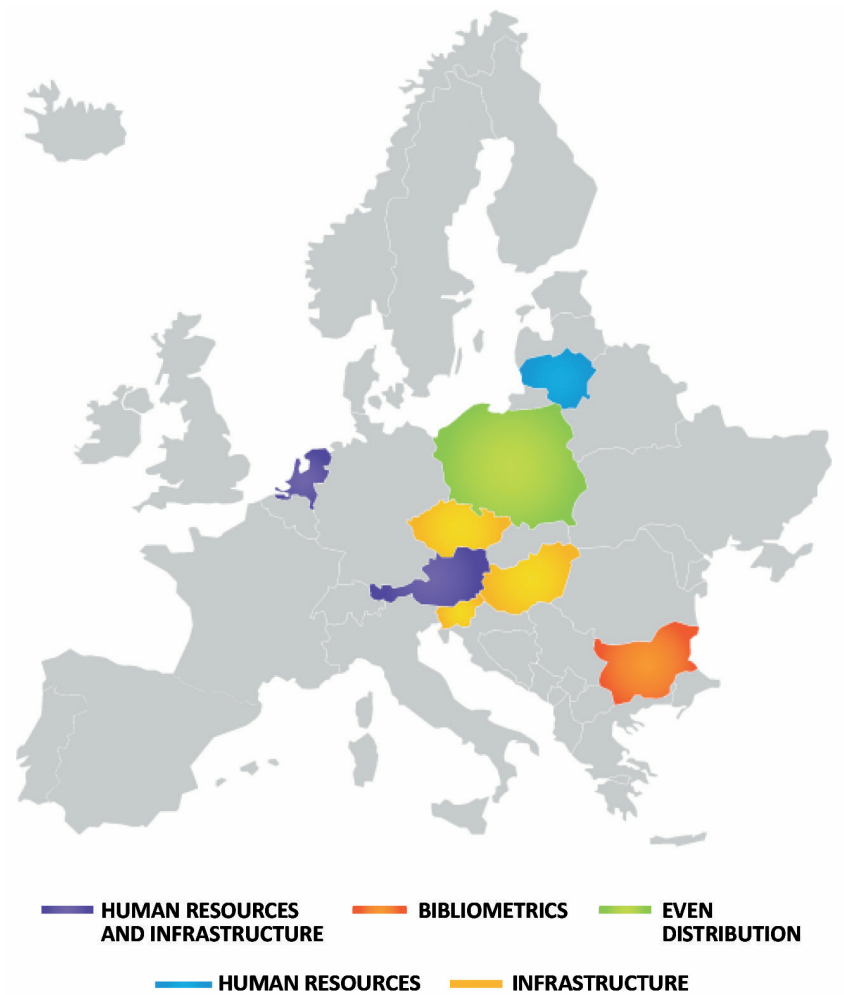 HUMAN RESOURCES
AND INFRASTRUCTURE
BIBLIOMETRICS
EVEN
DISTRIBUTION
HUMAN RESOURCES
INFRASTRUCTURE